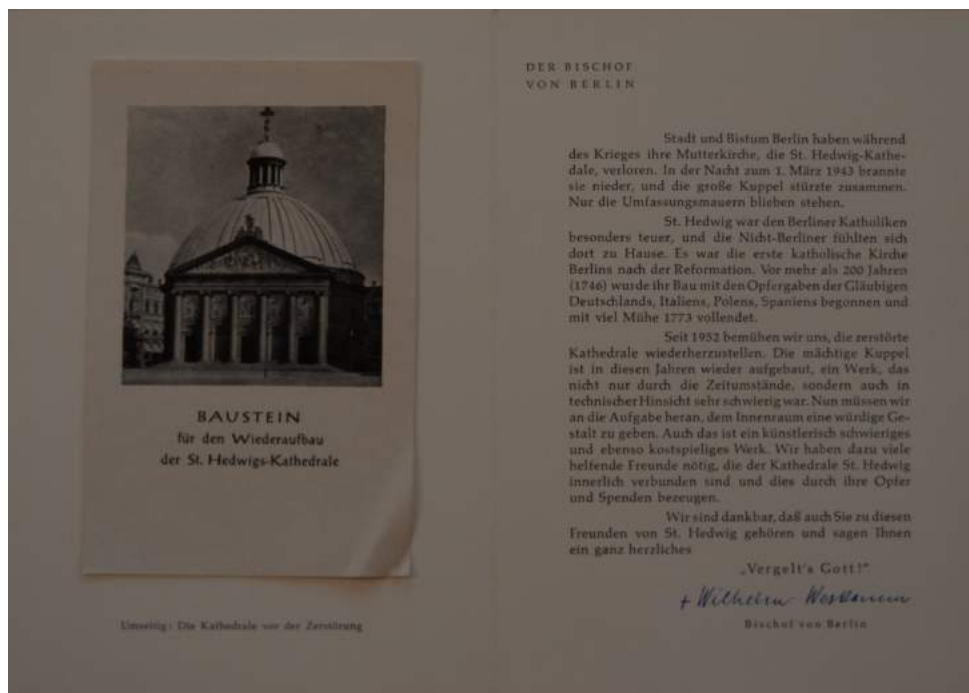 BAUSTEIN
für den Wiederaufbau
der St. Hedwigs-Kathedrale
Umseitig: Die Kathedrale vor der Zerstörung
DER BISCHOF
VON BERLIN
Stadt und Bistum Berlin haben während
des Krieges ihre Mutterkirche, die St. Hedwig-Kathe-
dale, verloren. In der Nacht zum 1. März 1943 brannte
sie nieder, und die große Kuppel stürzte zusammen.
Nur die Umfassungsmauern blieben stehen.
St. Hedwig war den Berliner Katholiken
besonders teuer, und die Nicht-Berliner fühlten sich
dort zu Hause. Es war die erste katholische Kirche
Berlins nach der Reformation. Vor mehr als 200 Jahren
(1746) wurde ihr Bau mit den Opfergaben der Gläubigen
Deutschlands, Italiens, Polens, Spaniens begonnen und
mit viel Mühe 1773 vollendet.
Seit 1952 bemühen wir uns, die zerstörte
Kathedrale wiederherzustellen. Die mächtige Kuppel
ist in diesen Jahren wieder aufgebaut, ein Werk, das
nicht nur durch die Zeitumstände, sondern auch in
technischer Hinsicht sehr schwierig war. Nun müssen wir
an die Aufgabe heran, dem Innenraum eine würdige Ge-
stalt zu geben. Auch das ist ein künstlerisch schwieriges
und ebenso kostspieliges Werk. Wir haben dazu viele
helfende Freunde nötig, die der Kathedrale St. Hedwig
innerlich verbunden sind und dies durch ihre Opfer
und Spenden bezeugen.
Wir sind dankbar, daß auch Sie zu diesen
Freunden von St. Hedwig gehören und sagen Ihnen
ein ganz herzliches
„Vergelt's Gott!"
+ Wilhelm Weskamm
Bischof von Berlin